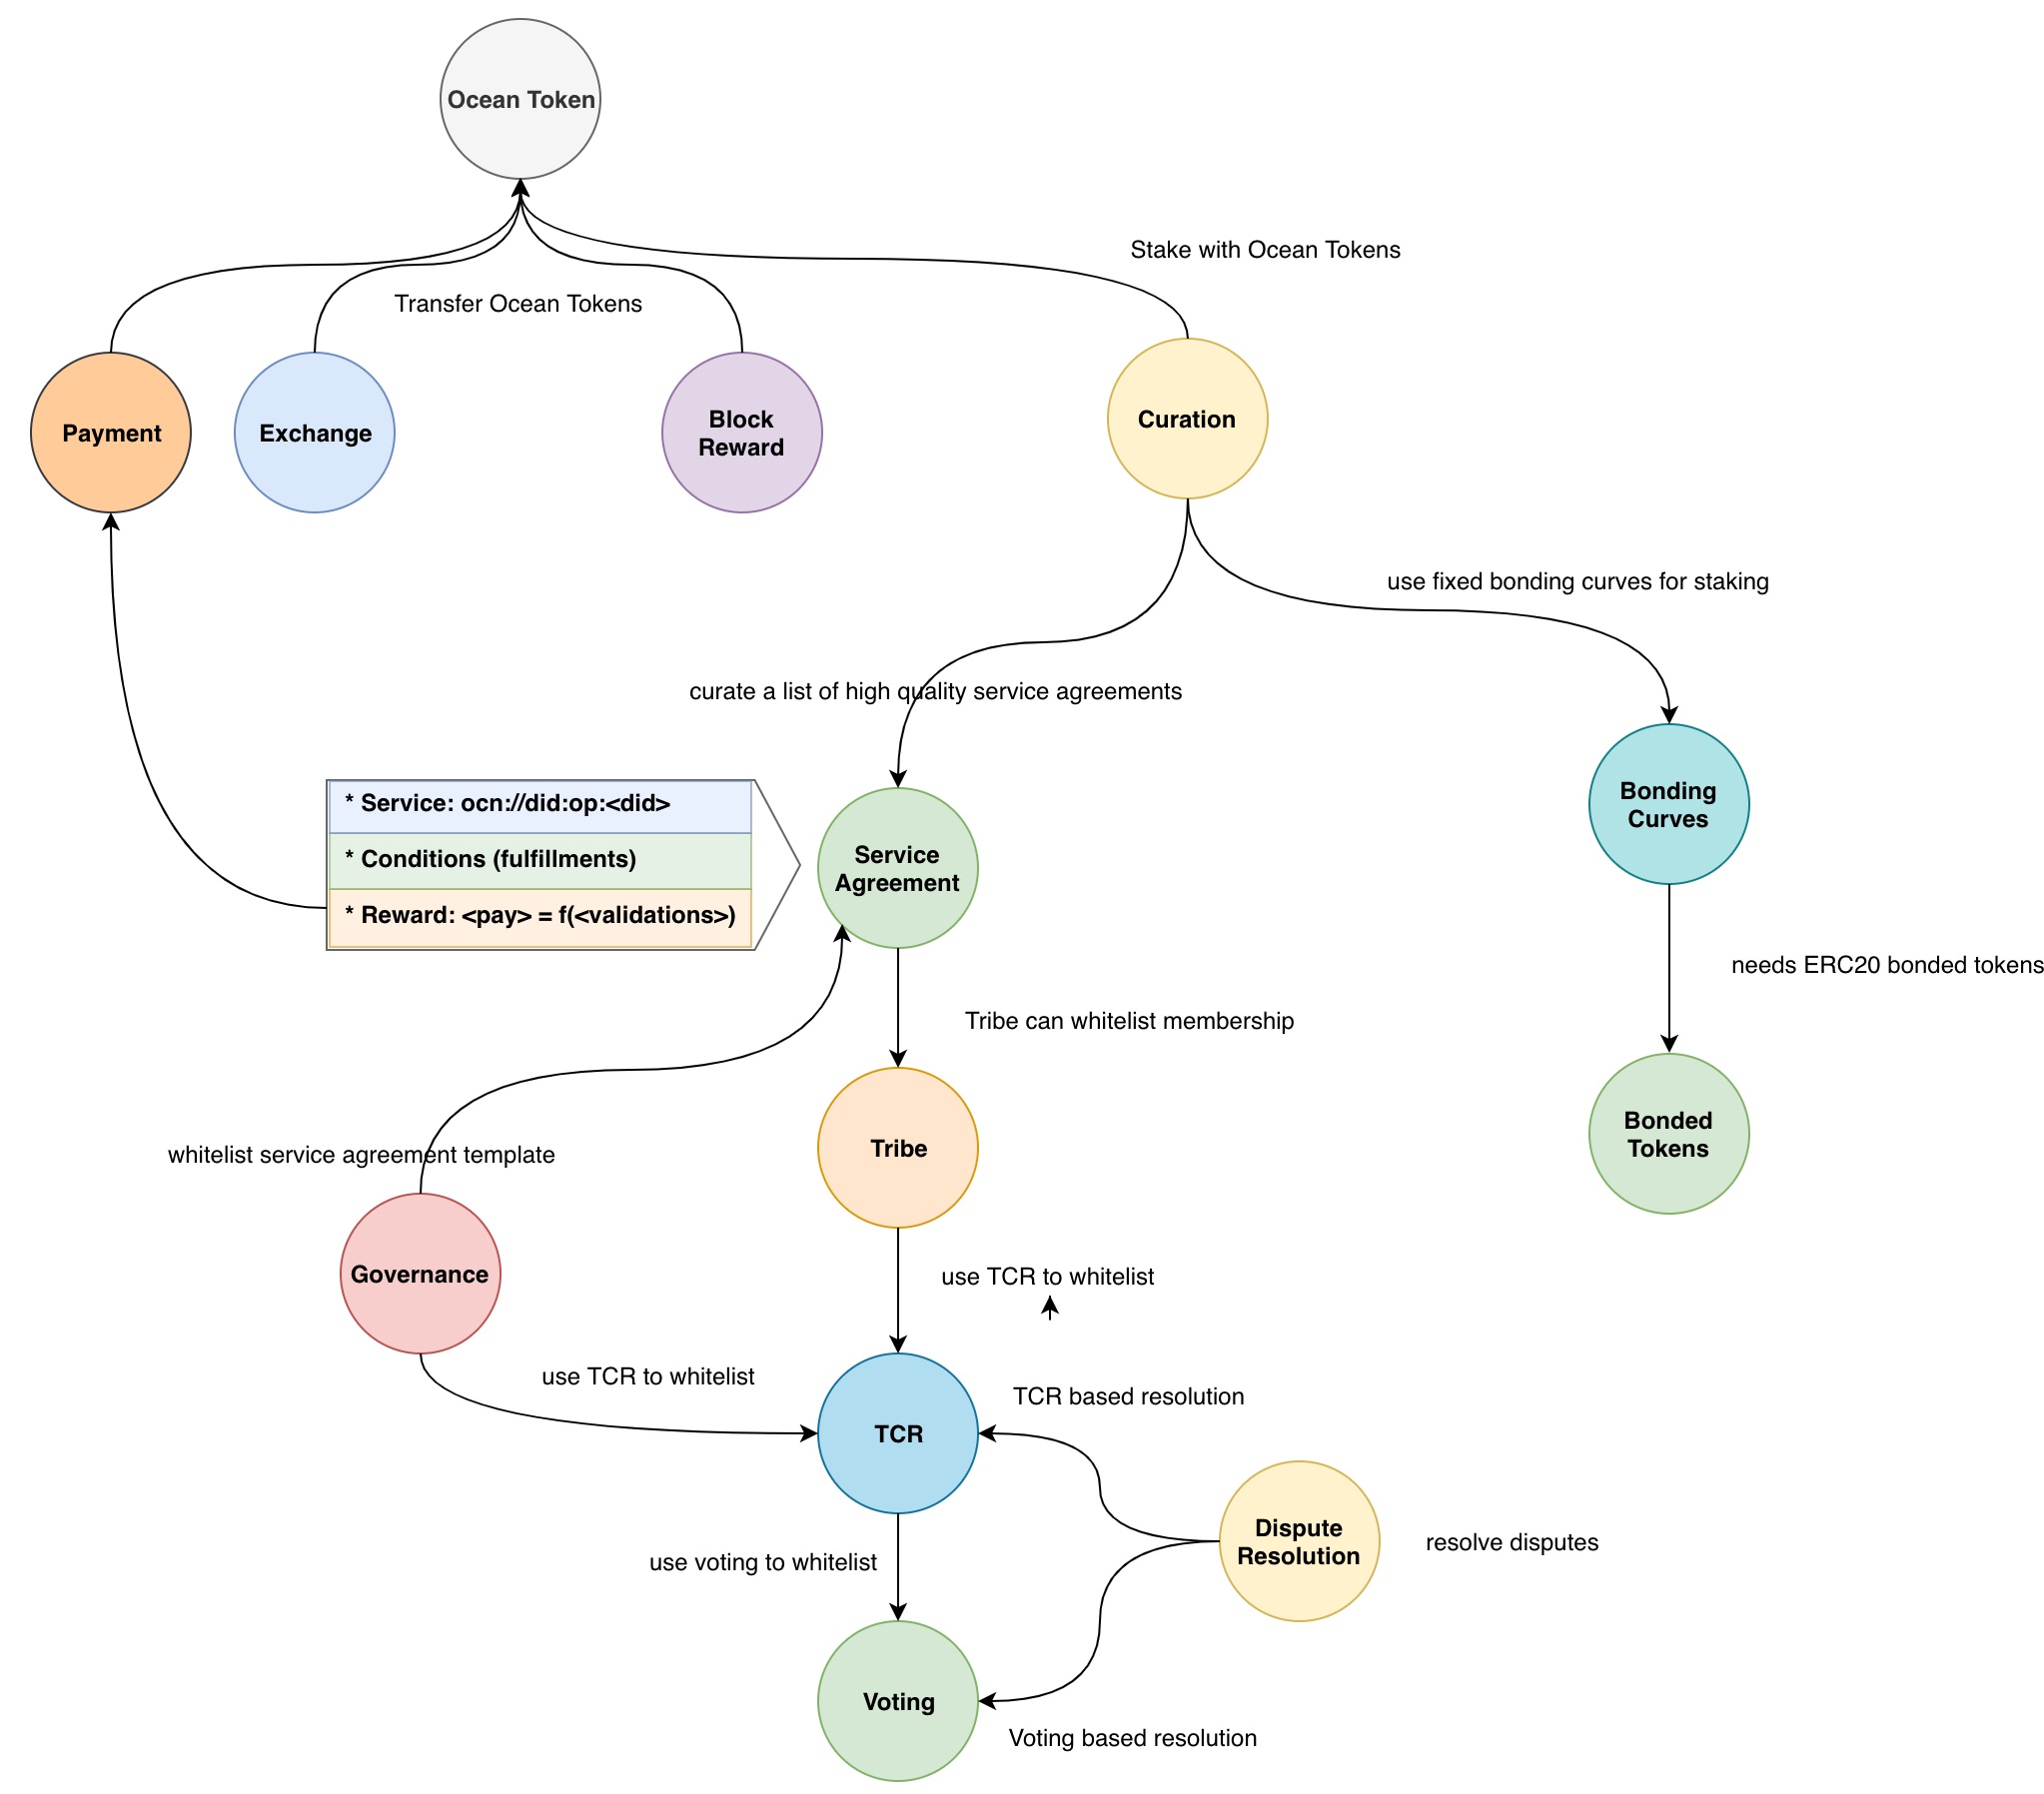 Ocean Token
Stake with Ocean Tokens
Transfer Ocean Tokens
Payment
Exchange
Block
Reward
Curation
use fixed bonding curves for staking
curate a list of high quality service agreements
* Service: ocn://did:op:<did>
* Conditions (fulfillments)
* Reward: <pay> = f(<validations>)
Service
Agreement
Bonding
Curves
needs ERC20 bonded tokens
Tribe can whitelist membership
Bonded
Tokens
Tribe
whitelist service agreement template
Governance
use TCR to whitelist
use TCR to whitelist
TCR based resolution
TCR
Dispute
Resolution
resolve disputes
use voting to whitelist
Voting
Voting based resolution